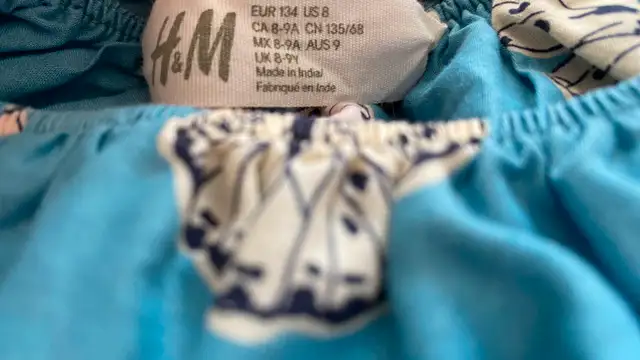 H&M
EUR 134 US 8
CA 8-9A CN 135/68
MX 8-9A AUS 9
UK 8-9Y
Made in India
Fabriqué en Inde